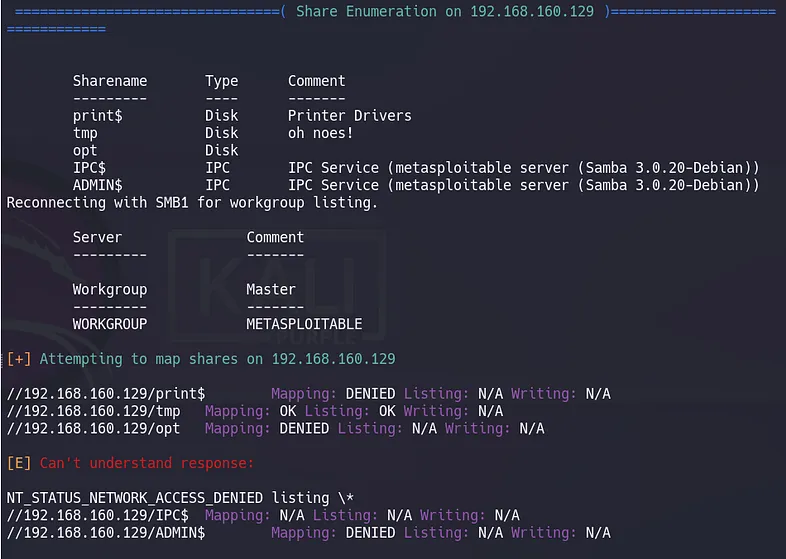 ================================( Share Enumeration on 192.168.160.129 )====================
============
Sharename Type Comment
--------- ---- -------
print$ Disk Printer Drivers
tmp Disk oh noes!
opt Disk
IPC$ IPC IPC Service (metasploitable server (Samba 3.0.20-Debian))
ADMIN$ IPC IPC Service (metasploitable server (Samba 3.0.20-Debian))
Reconnecting with SMB1 for workgroup listing.
Server Comment
--------- -------
Workgroup Master
--------- -------
WORKGROUP METASPLOITABLE
[+] Attempting to map shares on 192.168.160.129
//192.168.160.129/print$ Mapping: DENIED Listing: N/A Writing: N/A
//192.168.160.129/tmp Mapping: OK Listing: OK Writing: N/A
//192.168.160.129/opt Mapping: DENIED Listing: N/A Writing: N/A
[E] Can't understand response:
NT_STATUS_NETWORK_ACCESS_DENIED listing \*
//192.168.160.129/IPC$ Mapping: N/A Listing: N/A Writing: N/A
//192.168.160.129/ADMIN$ Mapping: DENIED Listing: N/A Writing: N/A
KALI
PURPLE